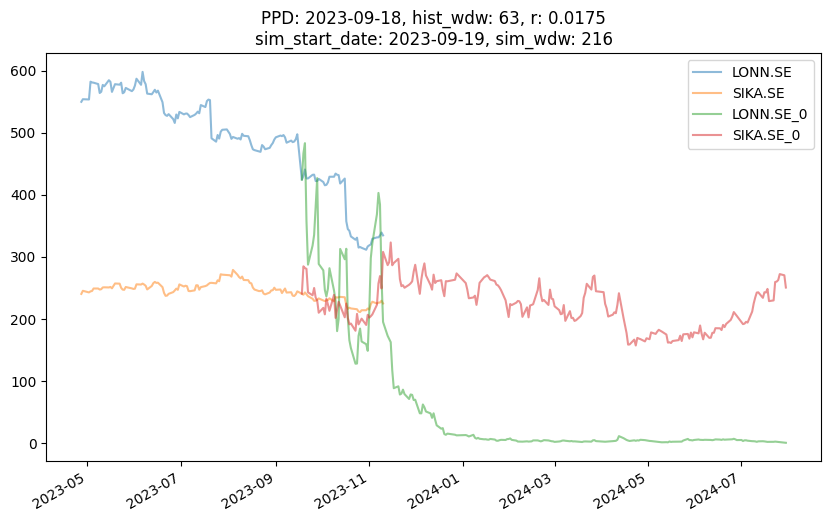 PPD: 2023-09-18, hist_wdw: 63, r: 0.0175
sim_start_date: 2023-09-19, sim_wdw: 216
LONN.SE
SIKA.SE
LONN.SE_0
SIKA.SE_0
600
500
400
300
200
100
0
2023-05
2023-07
2023-09
2023-11
2024-01
2024-03
2024-05
2024-07